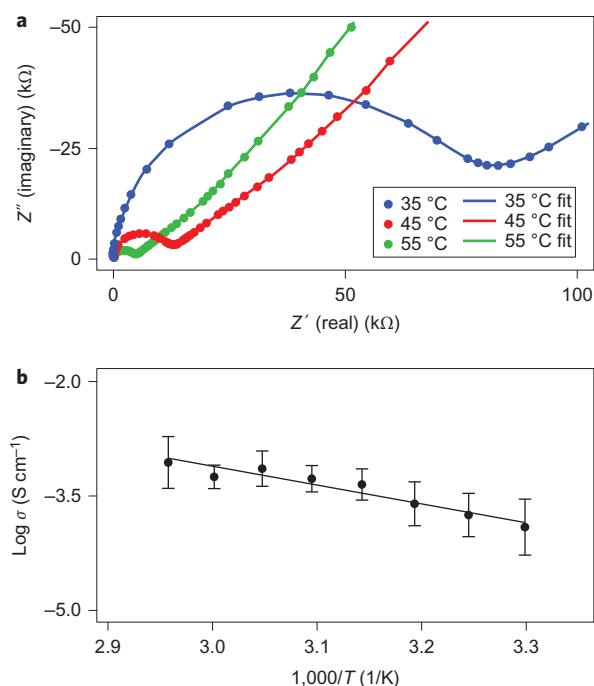 a
−50
−25
0
Z″ (imaginary) (kΩ)
35 °C 35 °C fit
45 °C 45 °C fit
55 °C 55 °C fit
0 50 100
Z′ (real) (kΩ)
b
−2.0
−3.5
−5.0
Log σ (S cm⁻¹)
2.9 3.0 3.1 3.2 3.3
1,000/T (1/K)